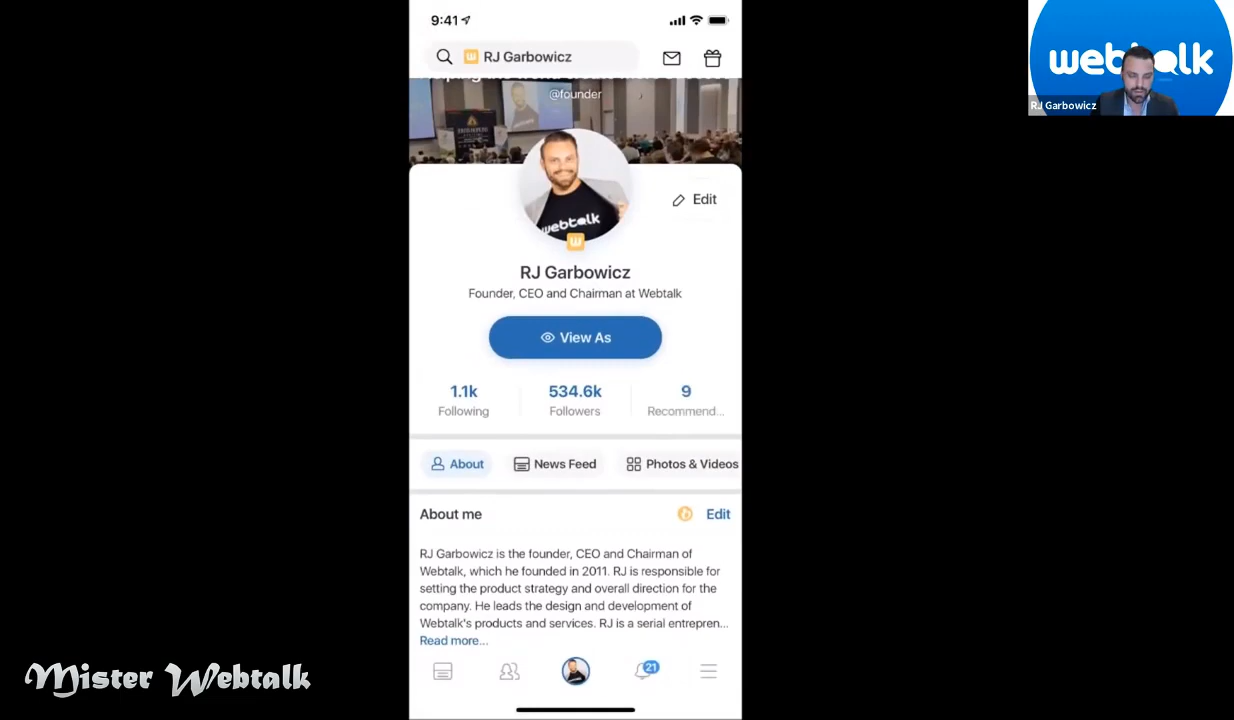 9:41
RJ Garbowicz
@founder
webtalk
Edit
w
RJ Garbowicz
Founder, CEO and Chairman at Webtalk
View As
1.1k
Following
534.6k
Followers
9
Recommend...
About
News Feed
Photos & Videos
About me
Edit
RJ Garbowicz is the founder, CEO and Chairman of
Webtalk, which he founded in 2011. RJ is responsible for
setting the product strategy and overall direction for the
company. He leads the design and development of
Webtalk's products and services. RJ is a serial entrepren...
Read more...
21
webtalk
RJ Garbowicz
Mister Webtalk